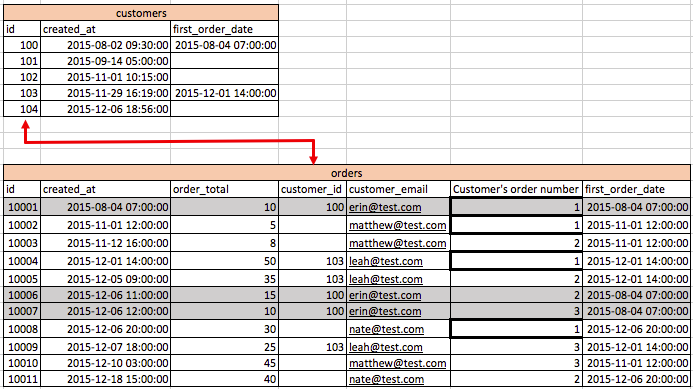 customers
id created_at first_order_date
100 2015-08-02 09:30:00 2015-08-04 07:00:00
101 2015-09-14 05:00:00
102 2015-11-01 10:15:00
103 2015-11-29 16:19:00 2015-12-01 14:00:00
104 2015-12-06 18:56:00
orders
id created_at order_total customer_id customer_email Customer's order number first_order_date
10001 2015-08-04 07:00:00 10 100 erin@test.com 1 2015-08-04 07:00:00
10002 2015-11-01 12:00:00 5 matthew@test.com 1 2015-11-01 12:00:00
10003 2015-11-12 16:00:00 8 matthew@test.com 2 2015-11-01 12:00:00
10004 2015-12-01 14:00:00 50 103 leah@test.com 1 2015-12-01 14:00:00
10005 2015-12-05 09:00:00 35 103 leah@test.com 2 2015-12-01 14:00:00
10006 2015-12-06 11:00:00 15 100 erin@test.com 2 2015-08-04 07:00:00
10007 2015-12-06 12:00:00 10 100 erin@test.com 3 2015-08-04 07:00:00
10008 2015-12-06 20:00:00 30 nate@test.com 1 2015-12-06 20:00:00
10009 2015-12-07 18:00:00 25 103 leah@test.com 3 2015-12-01 14:00:00
10010 2015-12-10 03:00:00 45 matthew@test.com 3 2015-11-01 12:00:00
10011 2015-12-18 15:00:00 40 nate@test.com 2 2015-12-06 20:00:00